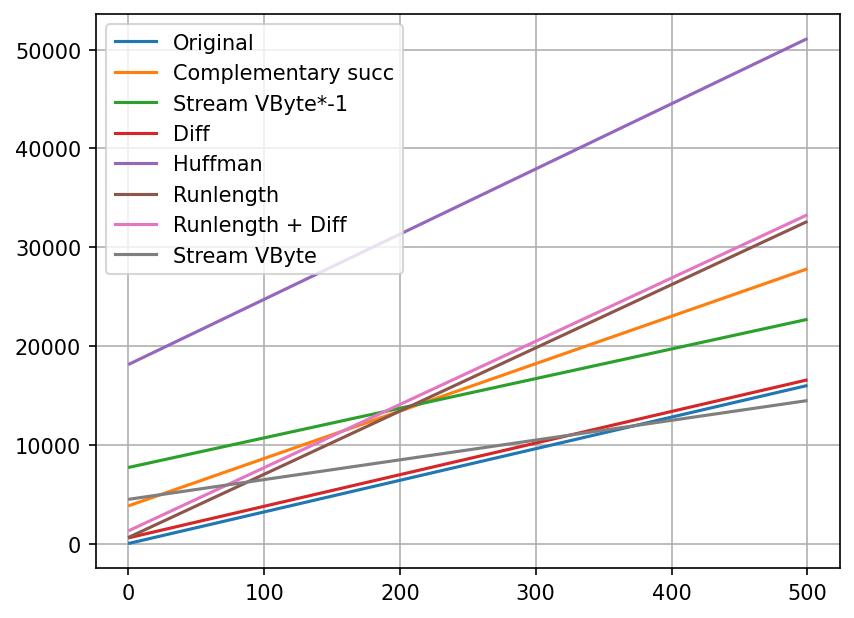 50000
40000
30000
20000
10000
0
Original
Complementary succ
Stream VByte*-1
Diff
Huffman
Runlength
Runlength + Diff
Stream VByte
0 100 200 300 400 500